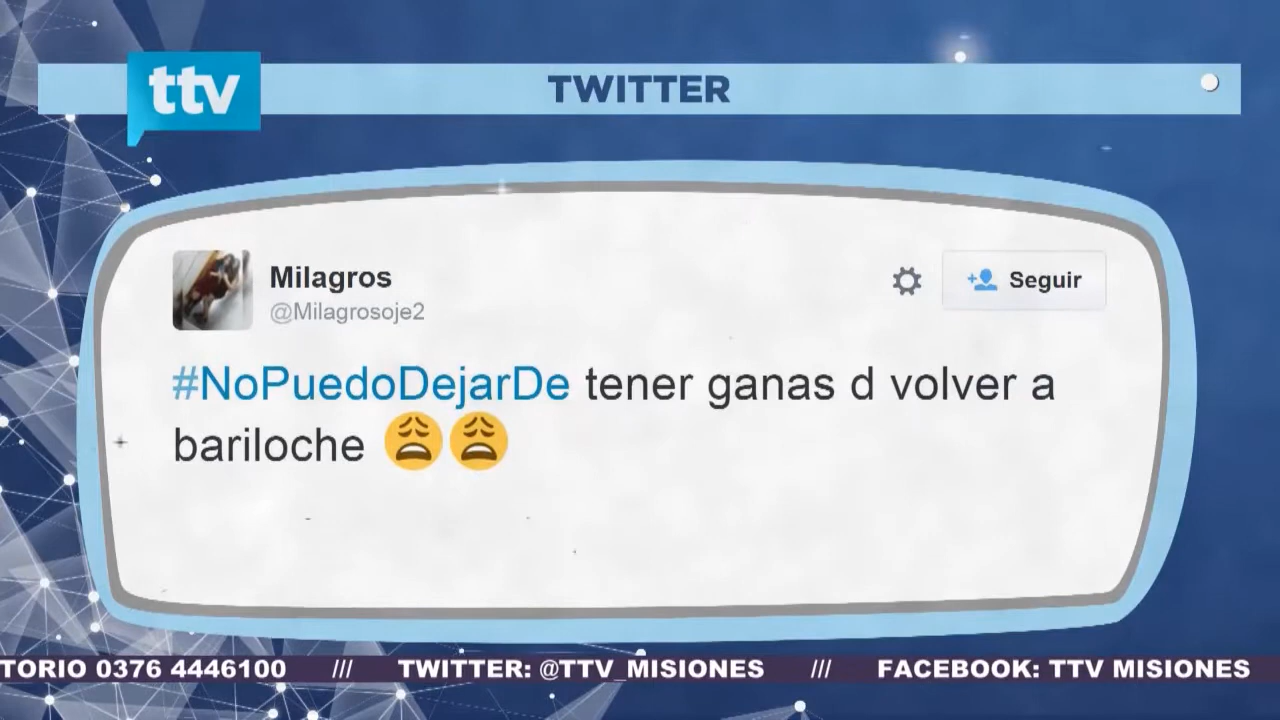 ttv
TWITTER
Milagros
@Milagrosoje2
Seguir
#NoPuedoDejarDe tener ganas d volver a
bariloche 😩😩
TORIO 0376 4446100 /// TWITTER: @TTV_MISIONES /// FACEBOOK: TTV MISIONES